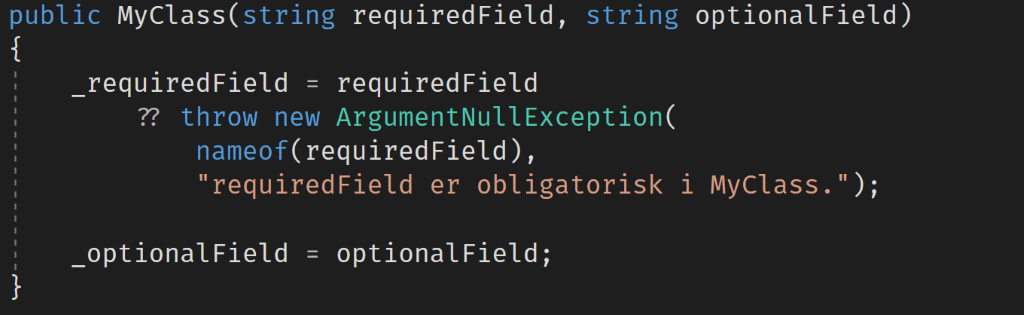 public MyClass(string requiredField, string optionalField)
{
_requiredField = requiredField
?? throw new ArgumentNullException(
nameof(requiredField),
"requiredField er obligatorisk i MyClass.");
_optionalField = optionalField;
}